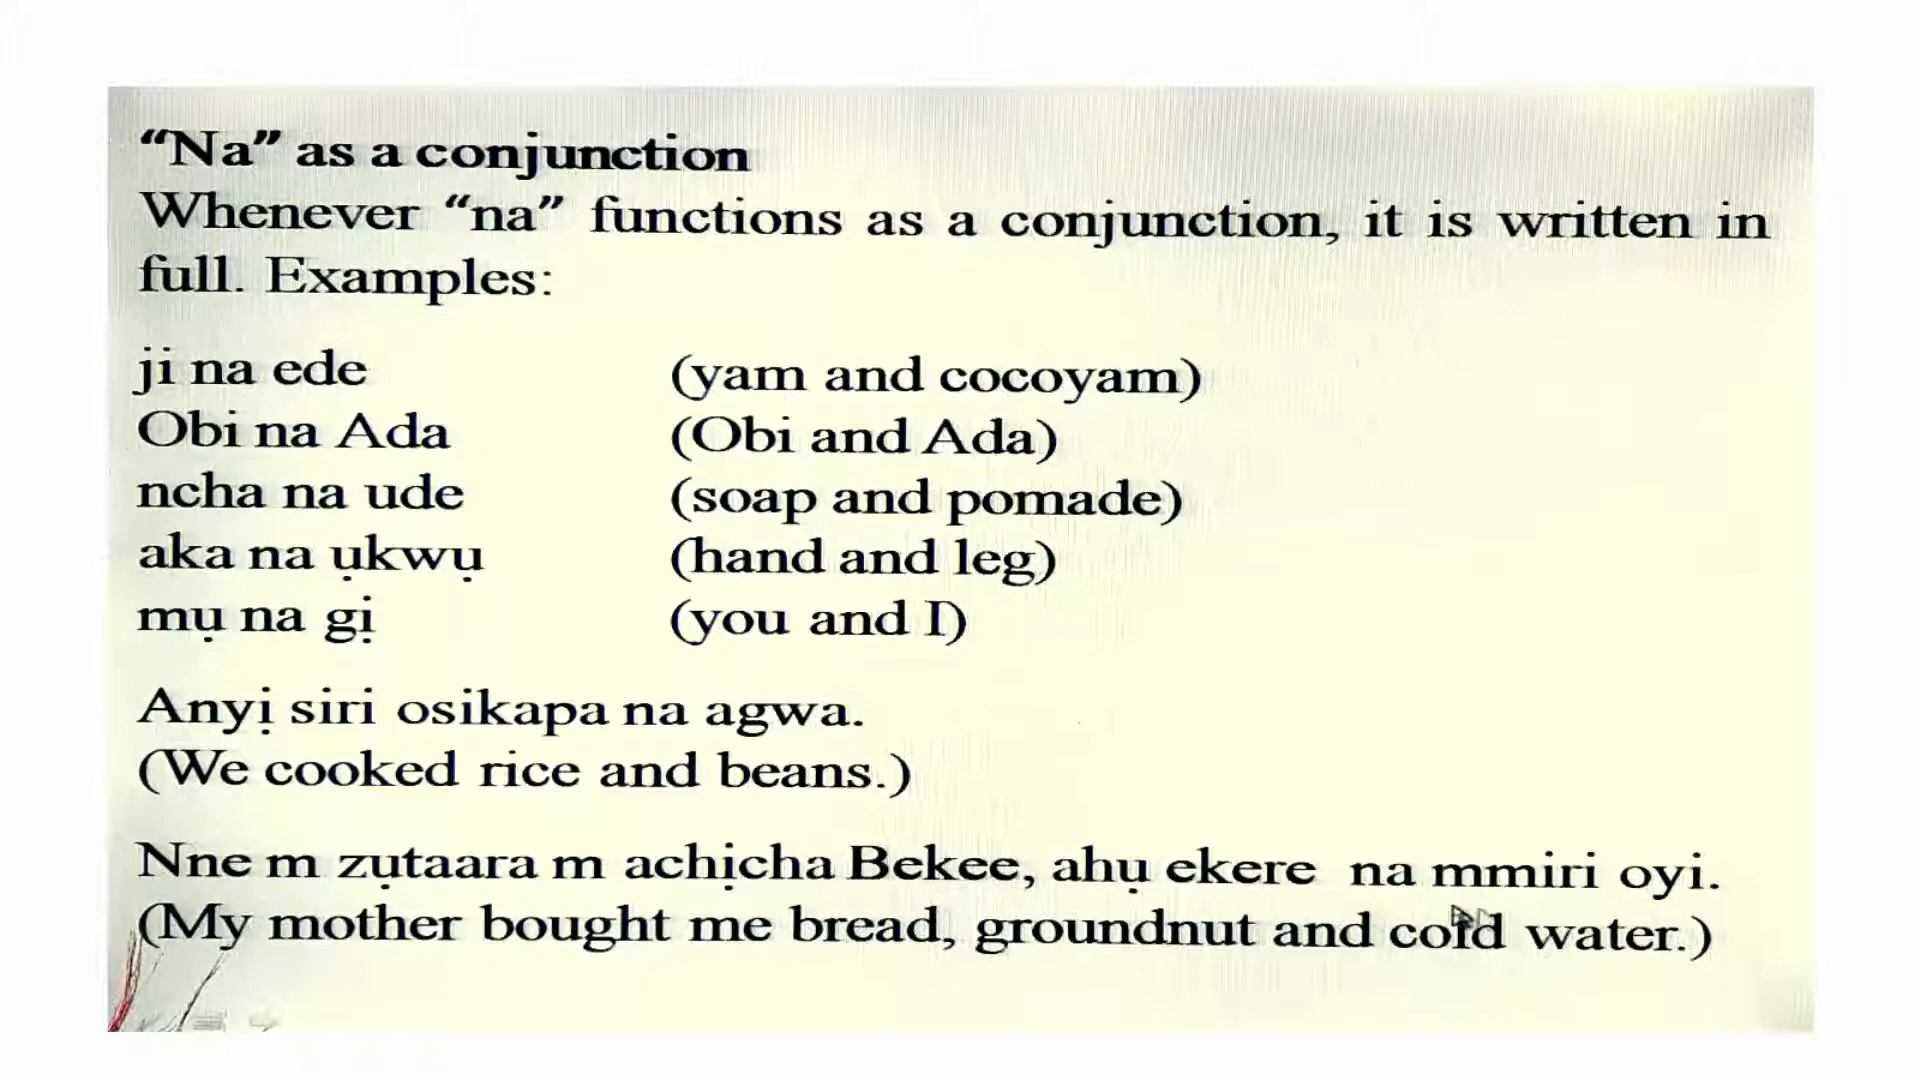 “Na” as a conjunction
Whenever “na” functions as a conjunction, it is written in
full. Examples:
ji na ede (yam and cocoyam)
Obi na Ada (Obi and Ada)
ncha na ude (soap and pomade)
aka na ụkwụ (hand and leg)
mụ na gị (you and I)
Anyị siri osikapa na agwa.
(We cooked rice and beans.)
Nne m zụtaara m achịcha Bekee, ahụ ekere na mmiri oyi.
(My mother bought me bread, groundnut and cold water.)